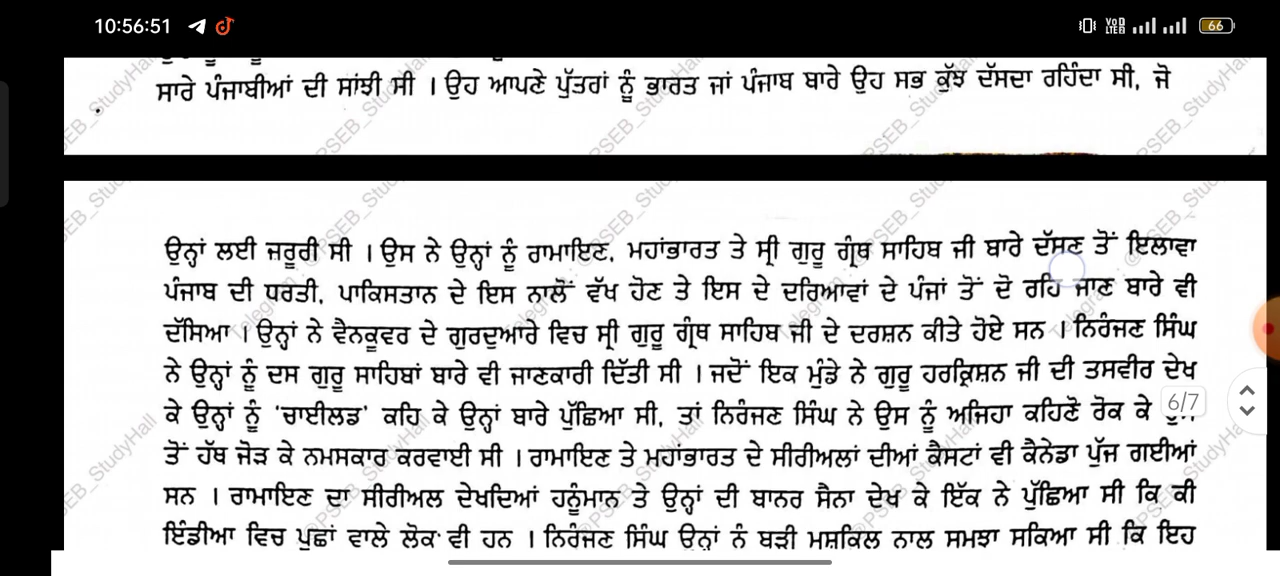 10:56:51
VoD LTE 2
66
ਸਾਰੇ ਪੰਜਾਬੀਆਂ ਦੀ ਸਾਂਝੀ ਸੀ । ਉਹ ਆਪਣੇ ਪੁੱਤਰਾਂ ਨੂੰ ਭਾਰਤ ਜਾਂ ਪੰਜਾਬ ਬਾਰੇ ਉਹ ਸਭ ਕੁੱਝ ਦੱਸਦਾ ਰਹਿੰਦਾ ਸੀ, ਜੋ
ਉਨ੍ਹਾਂ ਲਈ ਜ਼ਰੂਰੀ ਸੀ । ਉਸ ਨੇ ਉਨ੍ਹਾਂ ਨੂੰ ਰਾਮਾਇਣ, ਮਹਾਂਭਾਰਤ ਤੇ ਸ੍ਰੀ ਗੁਰੂ ਗ੍ਰੰਥ ਸਾਹਿਬ ਜੀ ਬਾਰੇ ਦੱਸਣ ਤੋਂ ਇਲਾਵਾ
ਪੰਜਾਬ ਦੀ ਧਰਤੀ, ਪਾਕਿਸਤਾਨ ਦੇ ਇਸ ਨਾਲੋਂ ਵੱਖ ਹੋਣ ਤੇ ਇਸ ਦੇ ਦਰਿਆਵਾਂ ਦੇ ਪੰਜਾਂ ਤੋਂ ਦੋ ਰਹਿ ਜਾਣ ਬਾਰੇ ਵੀ
ਦੱਸਿਆ । ਉਨ੍ਹਾਂ ਨੇ ਵੈਨਕੂਵਰ ਦੇ ਗੁਰਦੁਆਰੇ ਵਿਚ ਸ੍ਰੀ ਗੁਰੂ ਗ੍ਰੰਥ ਸਾਹਿਬ ਜੀ ਦੇ ਦਰਸ਼ਨ ਕੀਤੇ ਹੋਏ ਸਨ । ਨਿਰੰਜਣ ਸਿੰਘ
ਨੇ ਉਨ੍ਹਾਂ ਨੂੰ ਦਸ ਗੁਰੂ ਸਾਹਿਬਾਂ ਬਾਰੇ ਵੀ ਜਾਣਕਾਰੀ ਦਿੱਤੀ ਸੀ । ਜਦੋਂ ਇਕ ਮੁੰਡੇ ਨੇ ਗੁਰੂ ਹਰਕ੍ਰਿਸ਼ਨ ਜੀ ਦੀ ਤਸਵੀਰ ਦੇਖ
ਕੇ ਉਨ੍ਹਾਂ ਨੂੰ 'ਚਾਈਲਡ' ਕਹਿ ਕੇ ਉਨ੍ਹਾਂ ਬਾਰੇ ਪੁੱਛਿਆ ਸੀ, ਤਾਂ ਨਿਰੰਜਣ ਸਿੰਘ ਨੇ ਉਸ ਨੂੰ ਅਜਿਹਾ ਕਹਿਣੋਂ ਰੋਕ ਕੇ
6/7
ਤੋਂ ਹੱਥ ਜੋੜ ਕੇ ਨਮਸਕਾਰ ਕਰਵਾਈ ਸੀ । ਰਾਮਾਇਣ ਤੇ ਮਹਾਂਭਾਰਤ ਦੇ ਸੀਰੀਅਲਾਂ ਦੀਆਂ ਕੈਸਟਾਂ ਵੀ ਕੈਨੇਡਾ ਪੁੱਜ ਗਈਆਂ
ਸਨ । ਰਾਮਾਇਣ ਦਾ ਸੀਰੀਅਲ ਦੇਖਦਿਆਂ ਹਨੂੰਮਾਨ ਤੇ ਉਨ੍ਹਾਂ ਦੀ ਬਾਨਰ ਸੈਨਾ ਦੇਖ ਕੇ ਇੱਕ ਨੇ ਪੁੱਛਿਆ ਸੀ ਕਿ ਕੀ
ਇੰਡੀਆ ਵਿਚ ਪੂਛਾਂ ਵਾਲੇ ਲੋਕ ਵੀ ਹਨ । ਨਿਰੰਜਣ ਸਿੰਘ ਉਨ੍ਹਾਂ ਨੂੰ ਬੜੀ ਮੁਸ਼ਕਿਲ ਨਾਲ ਸਮਝਾ ਸਕਿਆ ਸੀ ਕਿ ਇਹ